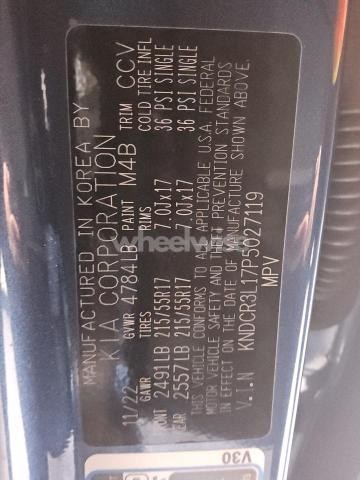 MANUFACTURED IN KOREA BY
KIA CORPORATION
11/22 GVWR 4784LB PAINT M4B TRIM CCV
GAWR TIRES RIMS COLD TIRE INFL
FRONT 2491LB 215/55R17 7.0Jx17 36 PSI SINGLE
REAR 2557LB 215/55R17 7.0Jx17 36 PSI SINGLE
THIS VEHICLE CONFORMS TO ALL APPLICABLE U.S.A. FEDERAL
MOTOR VEHICLE SAFETY AND THEFT PREVENTION STANDARDS
IN EFFECT ON THE DATE OF MANUFACTURE SHOWN ABOVE.
V.I.N KNDCR3L17P5027119
MPV
V30